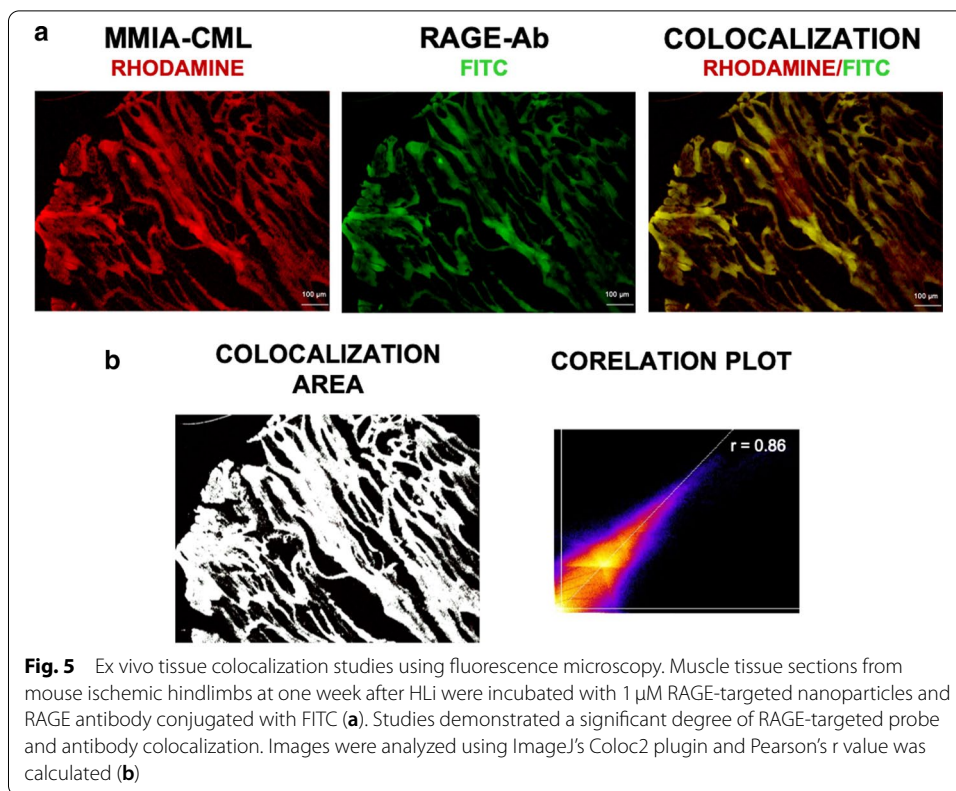 a
MMIA-CML
RHODAMINE
RAGE-Ab
FITC
COLOCALIZATION
RHODAMINE/FITC
100 µm
100 µm
100 µm
b
COLOCALIZATION
AREA
CORELATION PLOT
r = 0.86
Fig. 5 Ex vivo tissue colocalization studies using fluorescence microscopy. Muscle tissue sections from
mouse ischemic hindlimbs at one week after HLi were incubated with 1 µM RAGE-targeted nanoparticles and
RAGE antibody conjugated with FITC (a). Studies demonstrated a significant degree of RAGE-targeted probe
and antibody colocalization. Images were analyzed using ImageJ's Coloc2 plugin and Pearson's r value was
calculated (b)